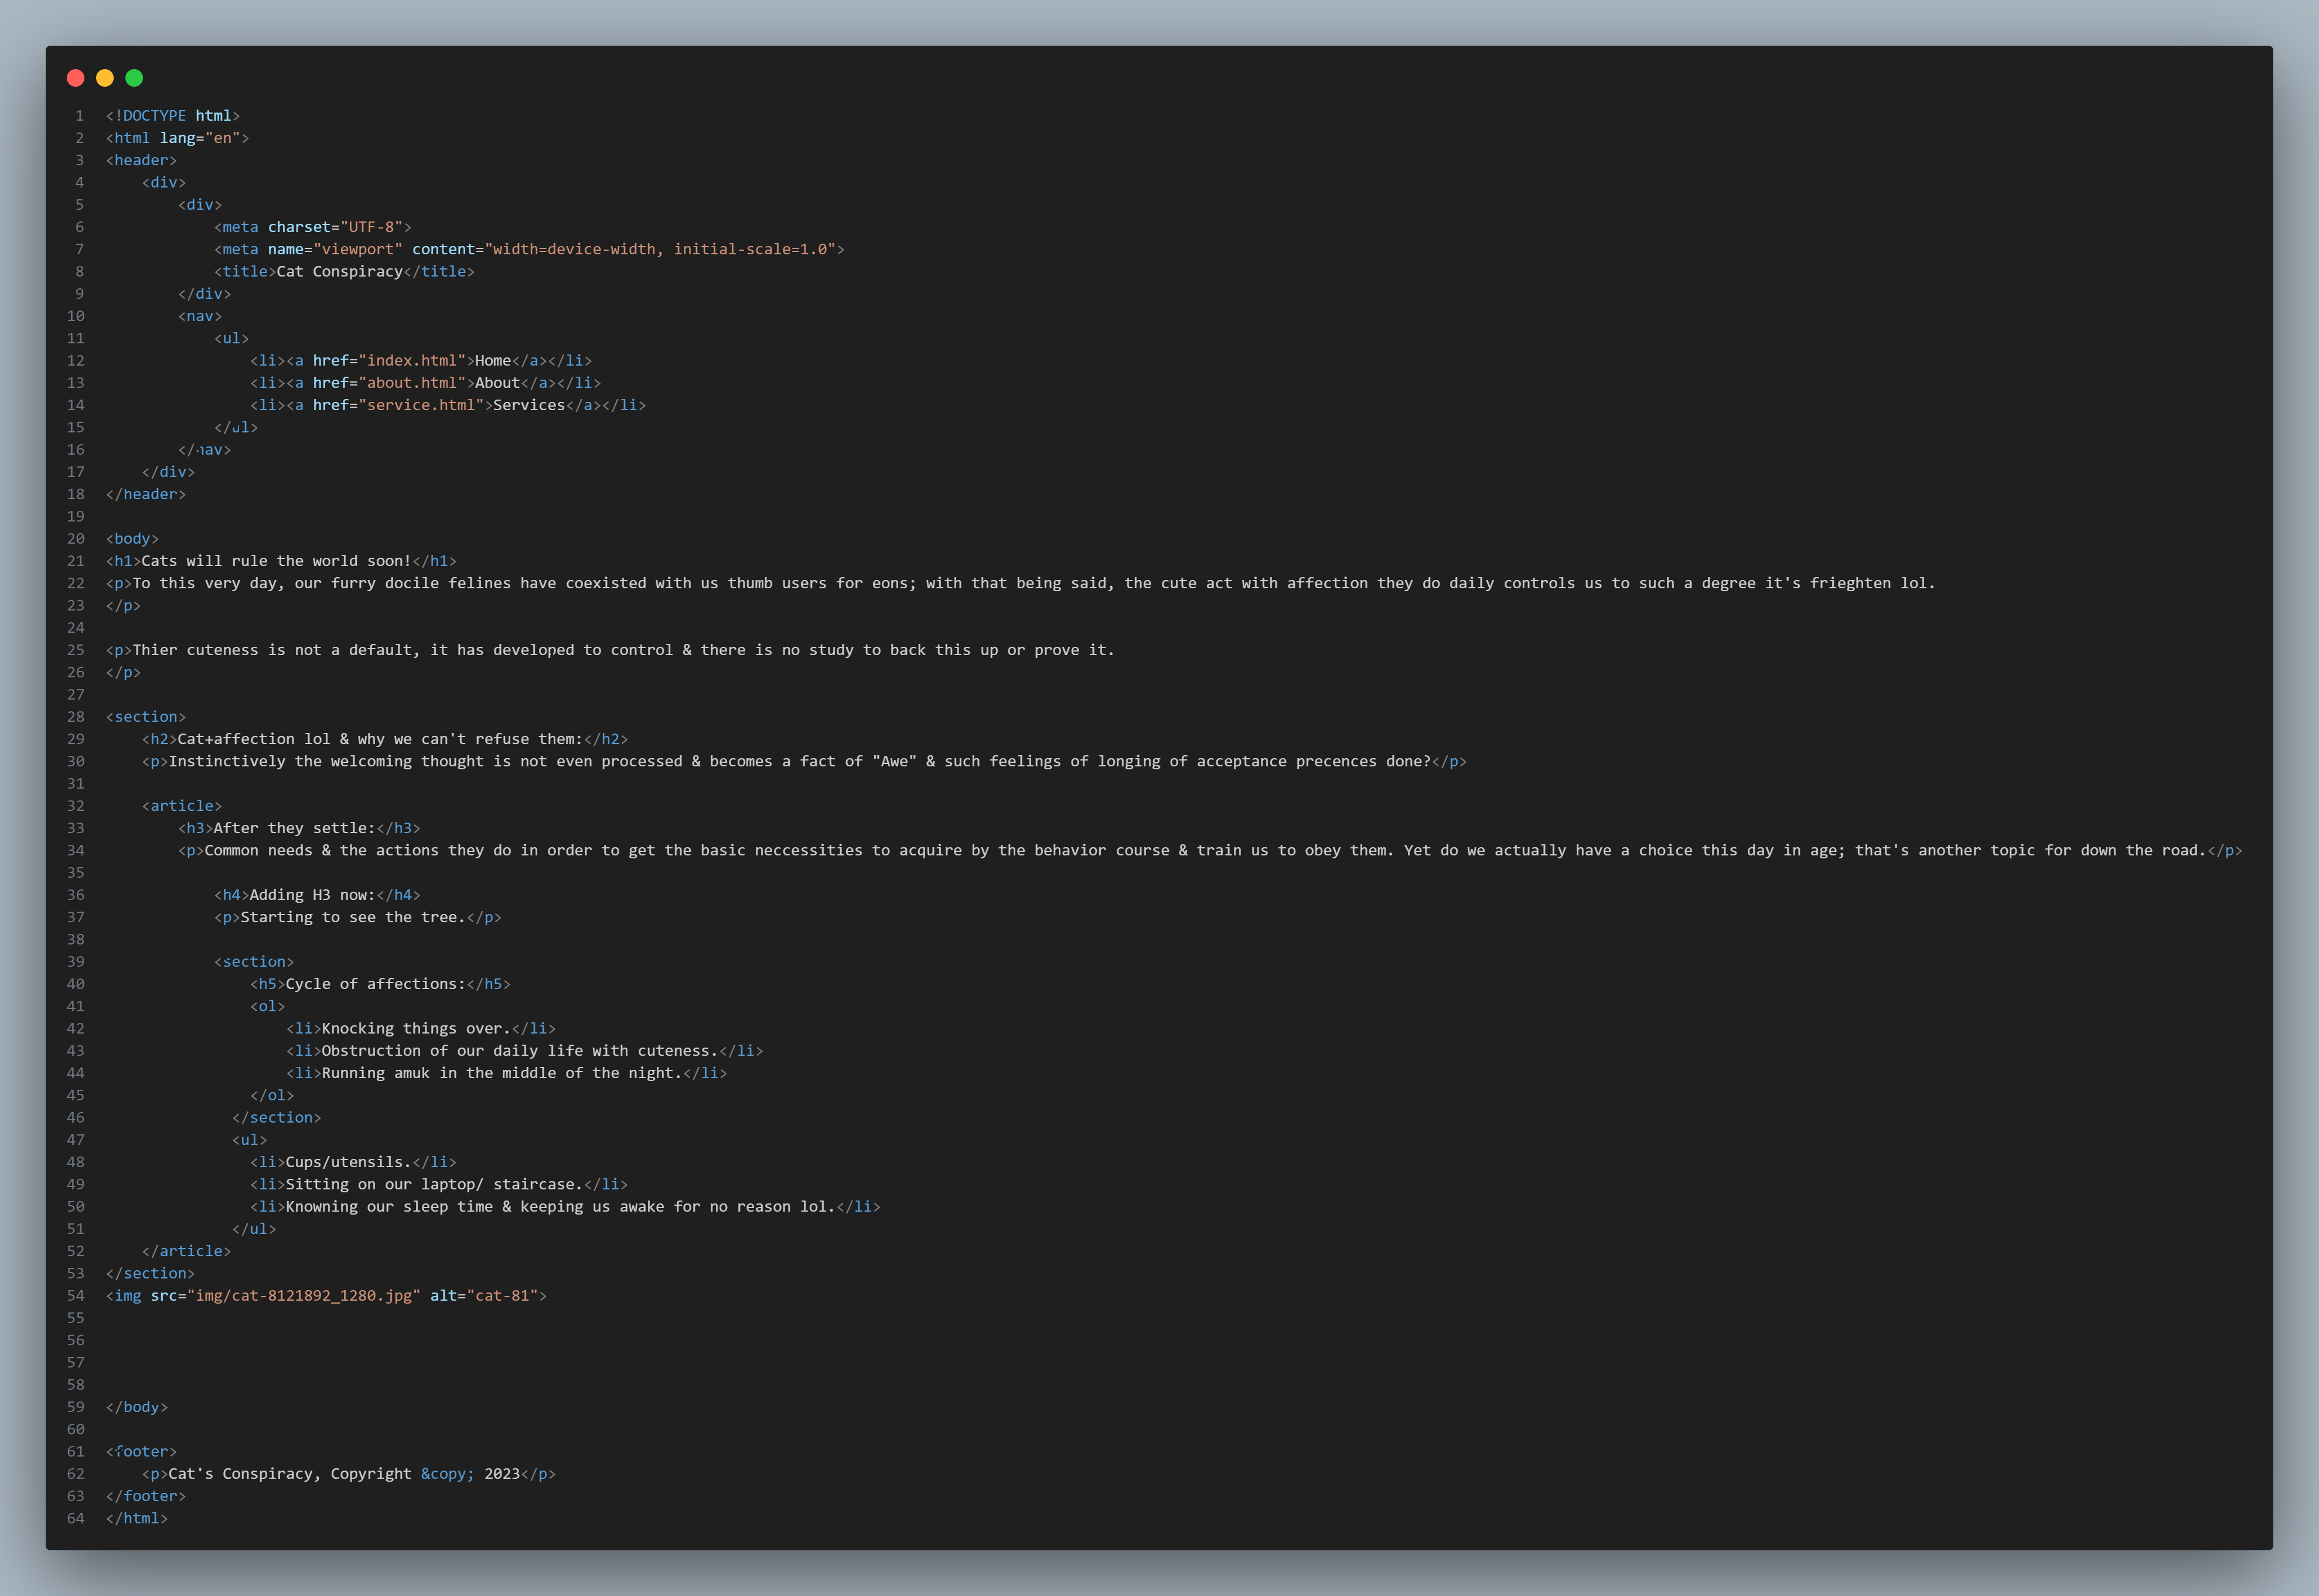 1 <!DOCTYPE html>
2 <html lang="en">
3 <header>
4     <div>
5         <div>
6             <meta charset="UTF-8">
7             <meta name="viewport" content="width=device-width, initial-scale=1.0">
8             <title>Cat Conspiracy</title>
9         </div>
10         <nav>
11             <ul>
12                 <li><a href="index.html">Home</a></li>
13                 <li><a href="about.html">About</a></li>
14                 <li><a href="service.html">Services</a></li>
15             </ul>
16         </nav>
17     </div>
18 </header>
19
20 <body>
21 <h1>Cats will rule the world soon!</h1>
22 <p>To this very day, our furry docile felines have coexisted with us thumb users for eons; with that being said, the cute act with affection they do daily controls us to such a degree it's frieghten lol.
23 </p>
24
25 <p>Thier cuteness is not a default, it has developed to control & there is no study to back this up or prove it.
26 </p>
27
28 <section>
29     <h2>Cat+affection lol & why we can't refuse them:</h2>
30     <p>Instinctively the welcoming thought is not even processed & becomes a fact of "Awe" & such feelings of longing of acceptance precences done?</p>
31
32     <article>
33         <h3>After they settle:</h3>
34         <p>Common needs & the actions they do in order to get the basic neccessities to acquire by the behavior course & train us to obey them. Yet do we actually have a choice this day in age; that's another topic for down the road.</p>
35
36             <h4>Adding H3 now:</h4>
37             <p>Starting to see the tree.</p>
38
39             <section>
40                 <h5>Cycle of affections:</h5>
41                 <ol>
42                     <li>Knocking things over.</li>
43                     <li>Obstruction of our daily life with cuteness.</li>
44                     <li>Running amuk in the middle of the night.</li>
45                 </ol>
46               </section>
47               <ul>
48                 <li>Cups/utensils.</li>
49                 <li>Sitting on our laptop/ staircase.</li>
50                 <li>Knowning our sleep time & keeping us awake for no reason lol.</li>
51               </ul>
52     </article>
53 </section>
54 <img src="img/cat-8121892_1280.jpg" alt="cat-81">
55
56
57
58
59 </body>
60
61 <footer>
62     <p>Cat's Conspiracy, Copyright &copy; 2023</p>
63 </footer>
64 </html>